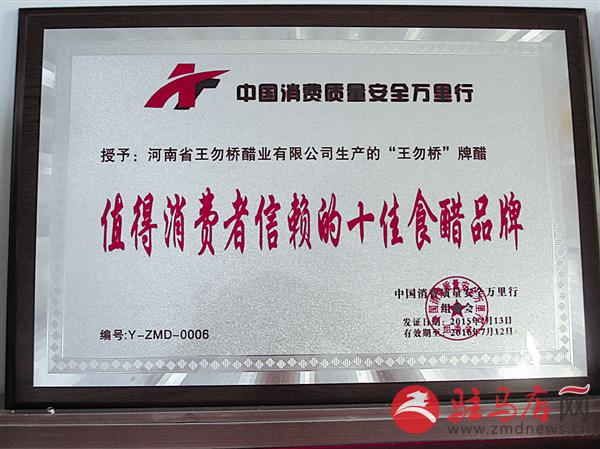 中国消费质量安全万里行
授予：河南省王勿桥醋业有限公司生产的“王勿桥”牌醋
值得消费者信赖的十佳食醋品牌
中国消费质量安全万里行
组委会
发证日期：2015年7月13日
有效期至：2016年7月12日
编号:Y-ZMD-0006
驻马店网
www.zmdnews.cn